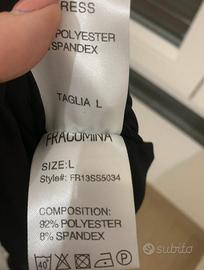 RESS
POLYESTER
SPANDEX
TAGLIA L
FRACOMINA
SIZE:L
Style#: FR13SS5034
COMPOSITION:
92% POLYESTER
8% SPANDEX
40°
subito